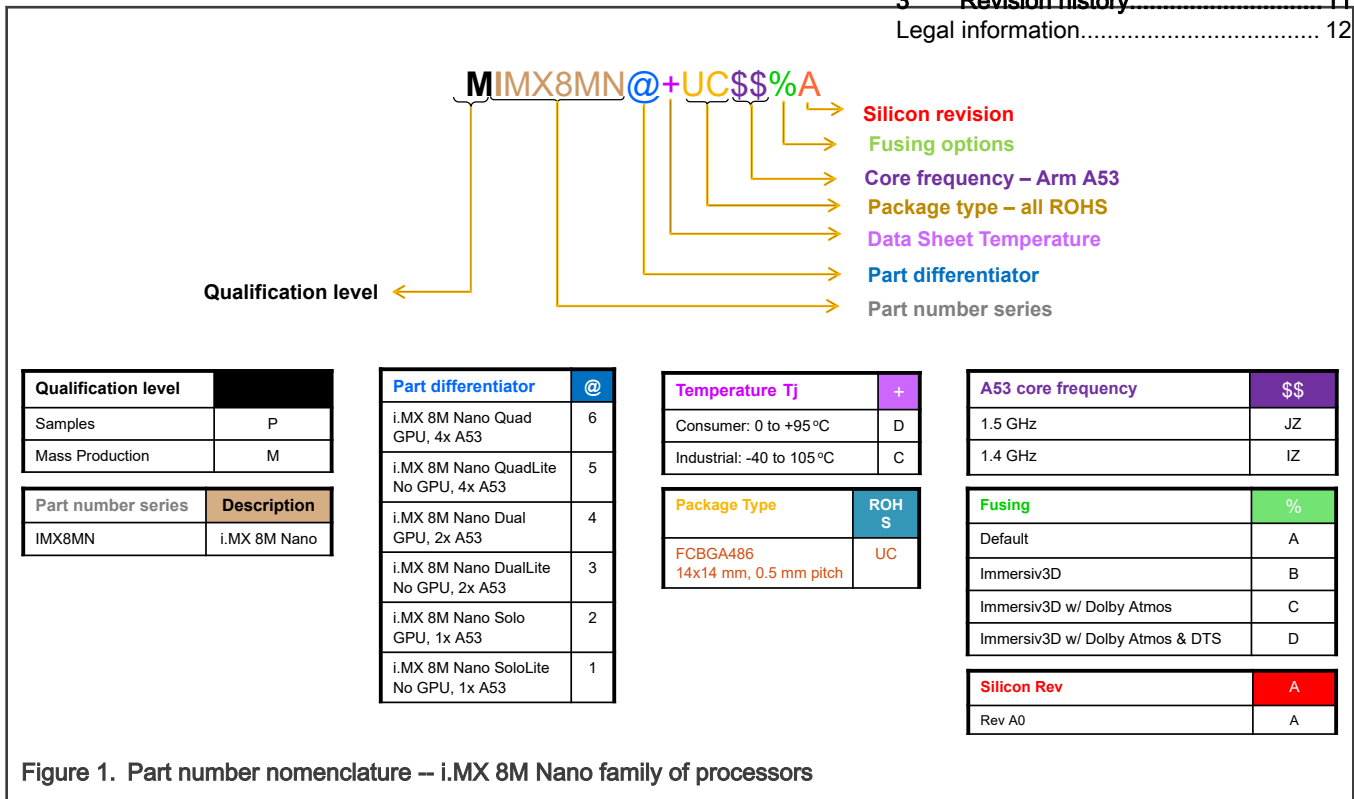 3 Revision history............................. 11
Legal information.................................... 12
MIMX8MN@+UC$$%A
Silicon revision
Fusing options
Core frequency – Arm A53
Package type – all ROHS
Data Sheet Temperature
Part differentiator
Qualification level
Part number series
Qualification level
Samples P
Mass Production M
Part number series Description
IMX8MN i.MX 8M Nano
Part differentiator @
i.MX 8M Nano Quad 6
GPU, 4x A53
i.MX 8M Nano QuadLite 5
No GPU, 4x A53
i.MX 8M Nano Dual 4
GPU, 2x A53
i.MX 8M Nano DualLite 3
No GPU, 2x A53
i.MX 8M Nano Solo 2
GPU, 1x A53
i.MX 8M Nano SoloLite 1
No GPU, 1x A53
Temperature Tj +
Consumer: 0 to +95 ºC D
Industrial: -40 to 105 ºC C
Package Type ROH
S
FCBGA486 UC
14x14 mm, 0.5 mm pitch
A53 core frequency $$
1.5 GHz JZ
1.4 GHz IZ
Fusing %
Default A
Immersiv3D B
Immersiv3D w/ Dolby Atmos C
Immersiv3D w/ Dolby Atmos & DTS D
Silicon Rev A
Rev A0 A
Figure 1. Part number nomenclature -- i.MX 8M Nano family of processors